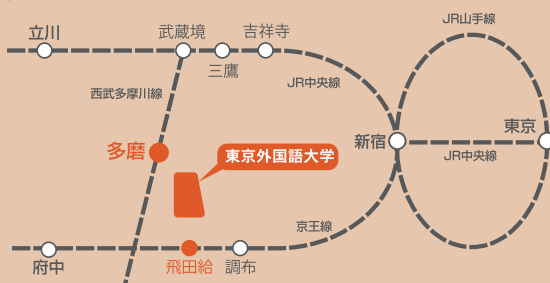 JR山手線
立川
武蔵境
吉祥寺
三鷹
JR中央線
西武多摩川線
多磨
東京外国語大学
新宿
東京
JR中央線
京王線
府中
飛田給
調布